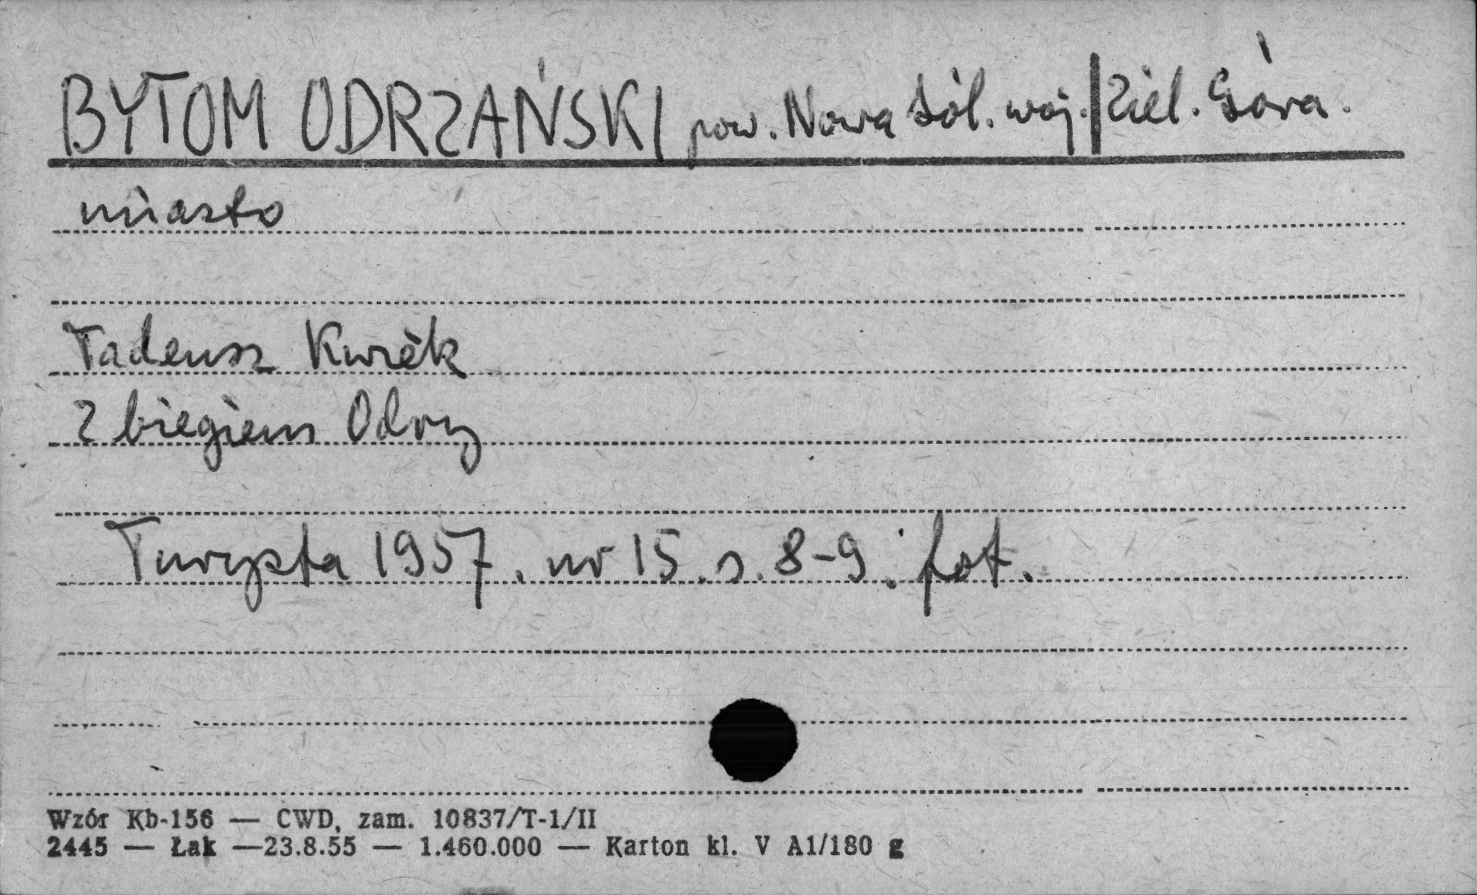 BYTOM ODRZAŃSKI pow. Nowa Sól. woj. Ziel. Góra.
miasto
Tadeusz
Z biegiem Odry
Turysta 1957. nr 15. s. 8-9. : fot.
Wzór Kb-156 — CWD, zam. 10837/T-1/II
2445 — Łak —23.8.55 — 1.460.000 — Karton kl. V A1/180 g